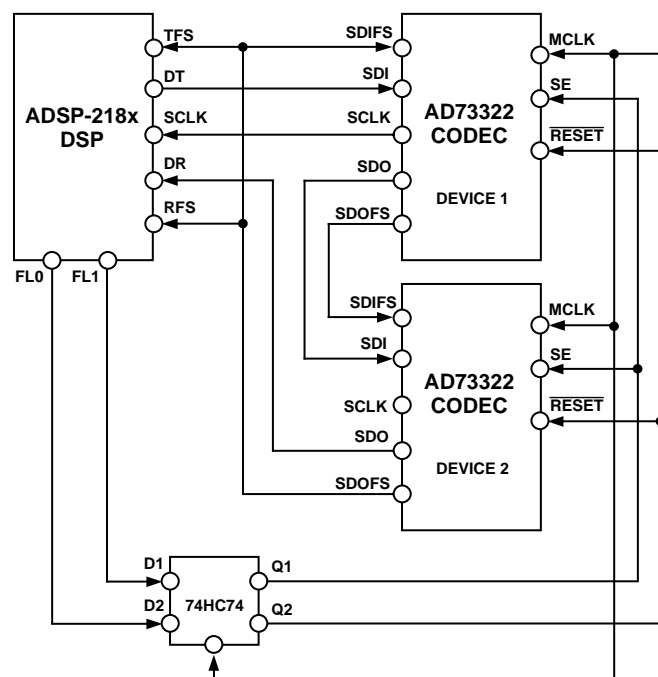 TFS
DT
SCLK
DR
RFS
ADSP-218x
DSP
FL0
FL1
SDIFS
SDI
SCLK
SDO
SDOFS
AD73322
CODEC
DEVICE 1
MCLK
SE
RESET
SDIFS
SDI
SCLK
SDO
SDOFS
AD73322
CODEC
DEVICE 2
MCLK
SE
RESET
D1
D2
74HC74
Q1
Q2